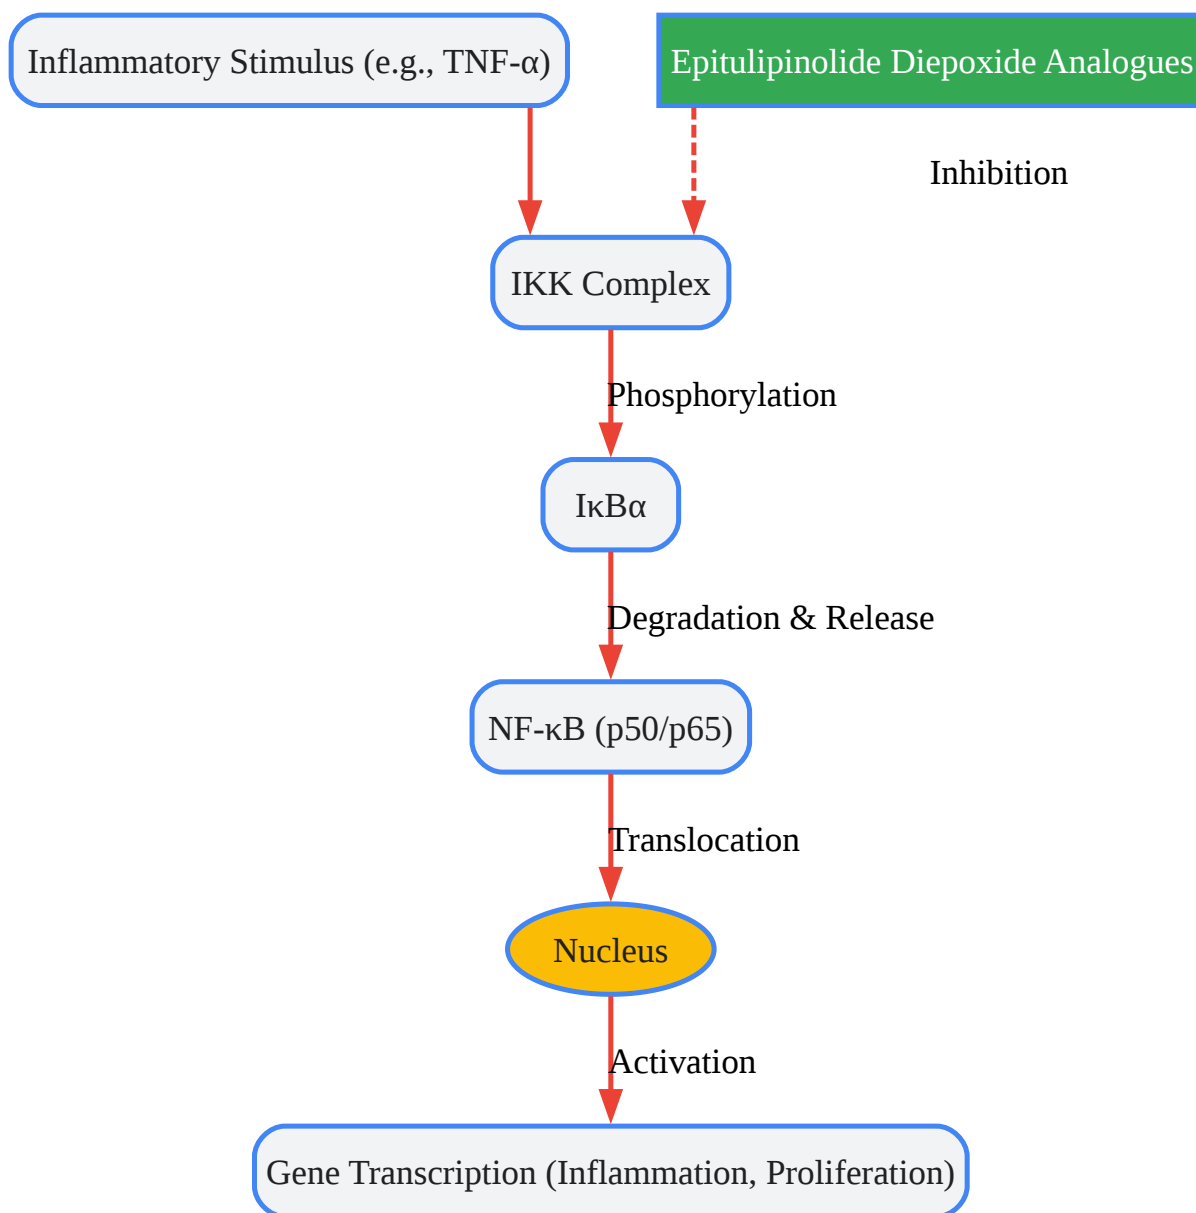 Inflammatory Stimulus (e.g., TNF-α)
Epitulipinolide Diepoxide Analogues
Inhibition
IKK Complex
Phosphorylation
IκBα
Degradation & Release
NF-κB (p50/p65)
Translocation
Nucleus
Activation
Gene Transcription (Inflammation, Proliferation)